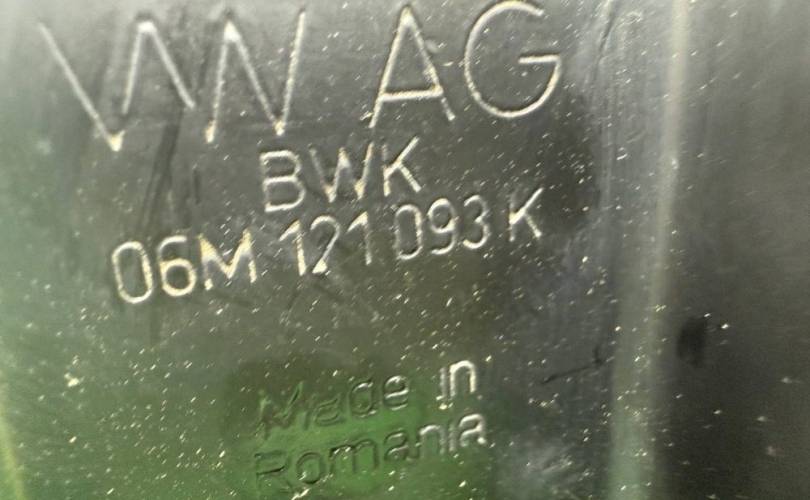 VW AG
BWK
06M 121 093 K
Made in
Romania